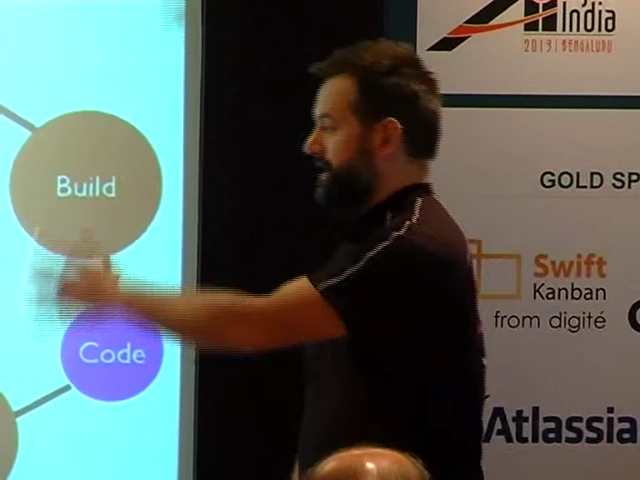 India
2013 | BENGALURU
GOLD SP
Build
Swift
Kanban
from digité
Code
Atlassia